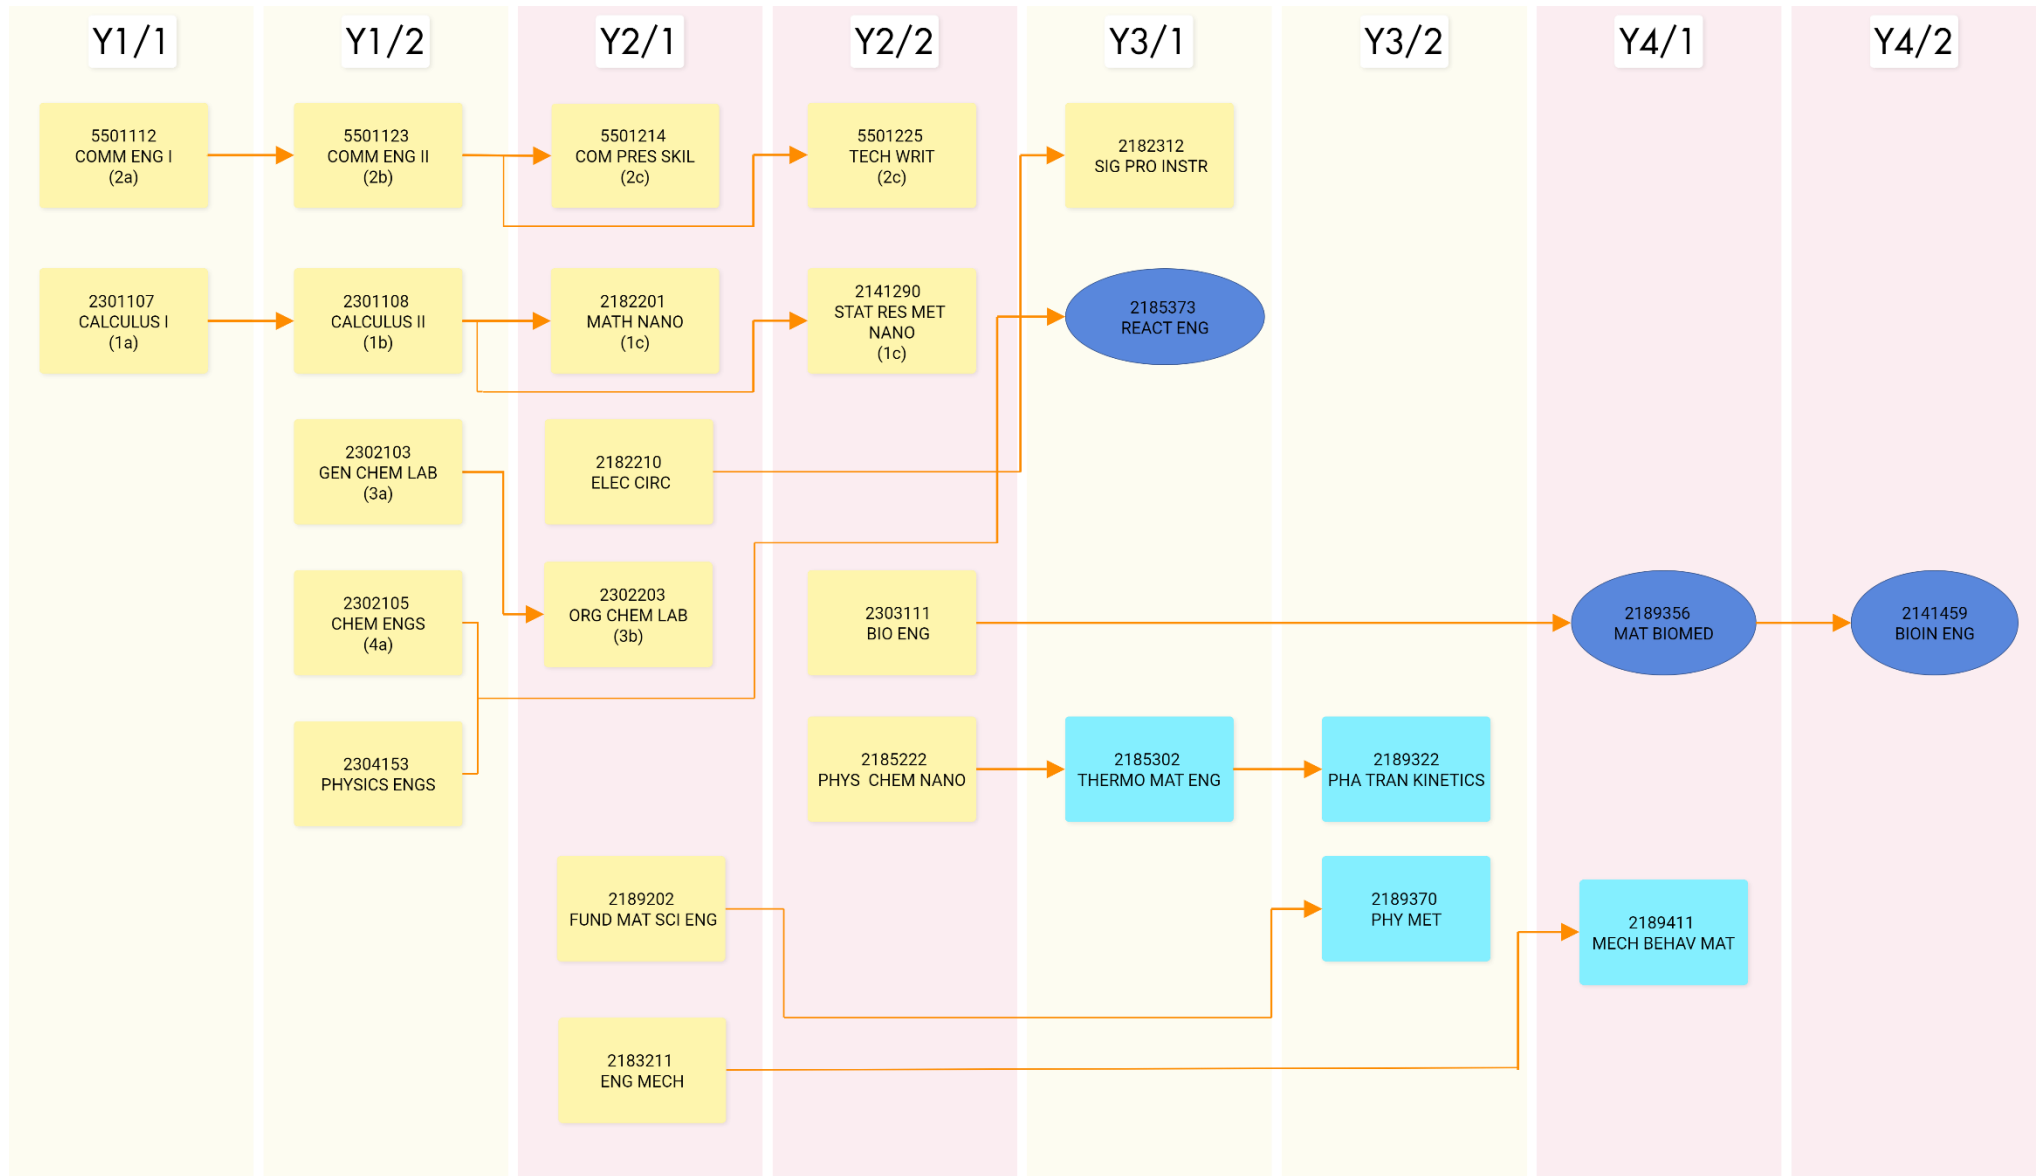 Y1/1
Y1/2
Y2/1
Y2/2
Y3/1
Y3/2
Y4/1
Y4/2
5501112
COMM ENG I
(2a)
5501123
COMM ENG II
(2b)
5501214
COM PRES SKIL
(2c)
5501225
TECH WRIT
(2c)
2182312
SIG PRO INSTR
2301107
CALCULUS I
(1a)
2301108
CALCULUS II
(1b)
2182201
MATH NANO
(1c)
2141290
STAT RES MET
NANO
(1c)
2185373
REACT ENG
2302103
GEN CHEM LAB
(3a)
2182210
ELEC CIRC
2302105
CHEM ENGS
(4a)
2302203
ORG CHEM LAB
(3b)
2303111
BIO ENG
2189356
MAT BIOMED
2141459
BIOIN ENG
2304153
PHYSICS ENGS
2185222
PHYS CHEM NANO
2185302
THERMO MAT ENG
2189322
PHA TRAN KINETICS
2189202
FUND MAT SCI ENG
2189370
PHY MET
2189411
MECH BEHAV MAT
2183211
ENG MECH